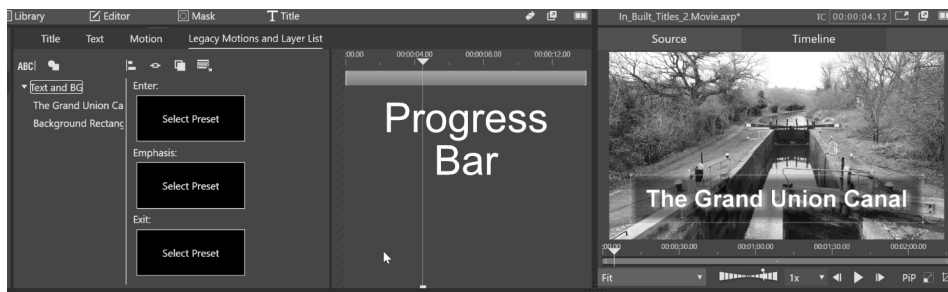 Library Editor Mask Title In_Built_Titles_2.Movie.axp* TC 00:00:04.12
Title Text Motion Legacy Motions and Layer List Source Timeline
:00.00 00:00:04.00 00:00:08.00 00:00:12.00
ABC
Text and BG Enter:
The Grand Union Ca
Select Preset
Background Rectang
Emphasis:
Select Preset
Exit:
Select Preset
Progress
Bar
The Grand Union Canal
:00.00 00:00:30.00 00:01:00.00 00:01:30.00 00:02:00.00
Fit 1x PiP